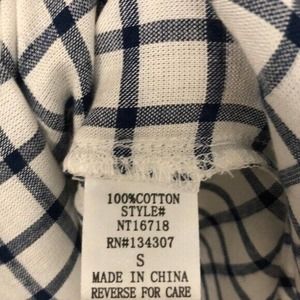 100%COTTON
STYLE#
NT16718
RN#134307
S
MADE IN CHINA
REVERSE FOR CARE